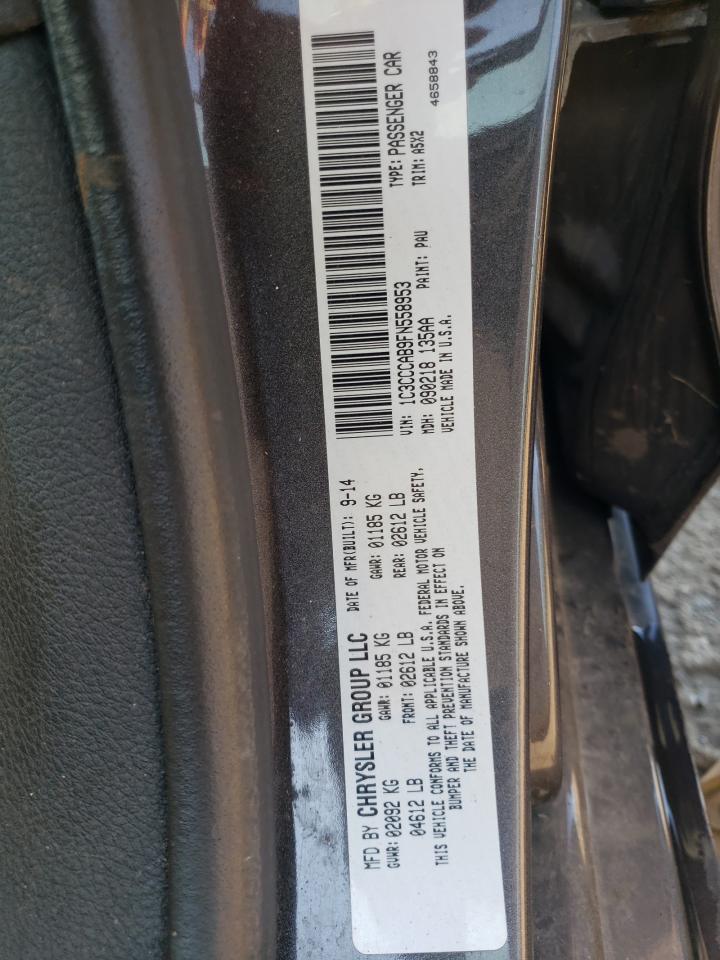 MFD BY CHRYSLER GROUP LLC DATE OF MFR(BUILT): 9-14
GVWR: 02092 KG GAWR: 01185 KG GAWR: 01185 KG
04612 LB FRONT: 02612 LB REAR: 02612 LB
THIS VEHICLE CONFORMS TO ALL APPLICABLE U.S.A. FEDERAL MOTOR VEHICLE SAFETY,
BUMPER AND THEFT PREVENTION STANDARDS IN EFFECT ON
THE DATE OF MANUFACTURE SHOWN ABOVE.
VIN: 1C3CCCAB9FN558953 TYPE: PASSENGER CAR
MDH: 090218 135AA PAINT: PAU TRIM: A5X2
VEHICLE MADE IN U.S.A. 4658843